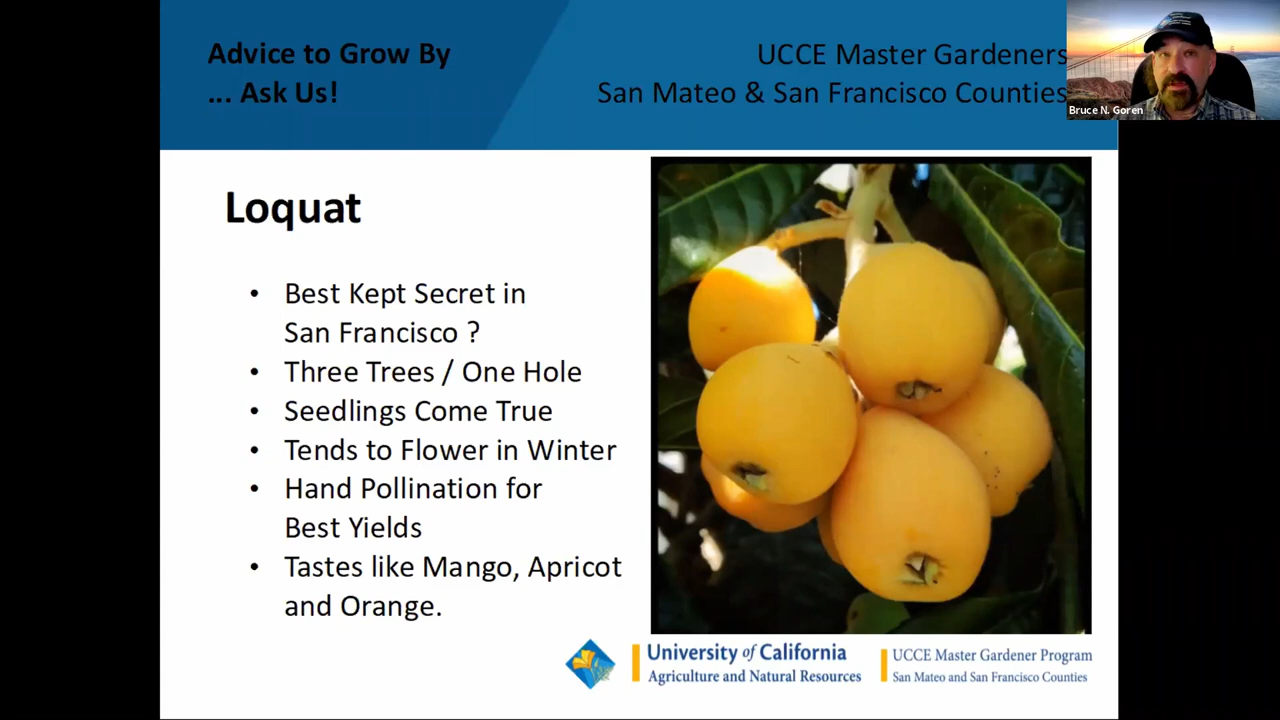 Advice to Grow By
... Ask Us!
UCCE Master Gardeners
San Mateo & San Francisco Counties
Bruce N. Goren
Loquat
• Best Kept Secret in
San Francisco ?
• Three Trees / One Hole
• Seedlings Come True
• Tends to Flower in Winter
• Hand Pollination for
Best Yields
• Tastes like Mango, Apricot
and Orange.
University of California
Agriculture and Natural Resources
UCCE Master Gardener Program
San Mateo and San Francisco Counties